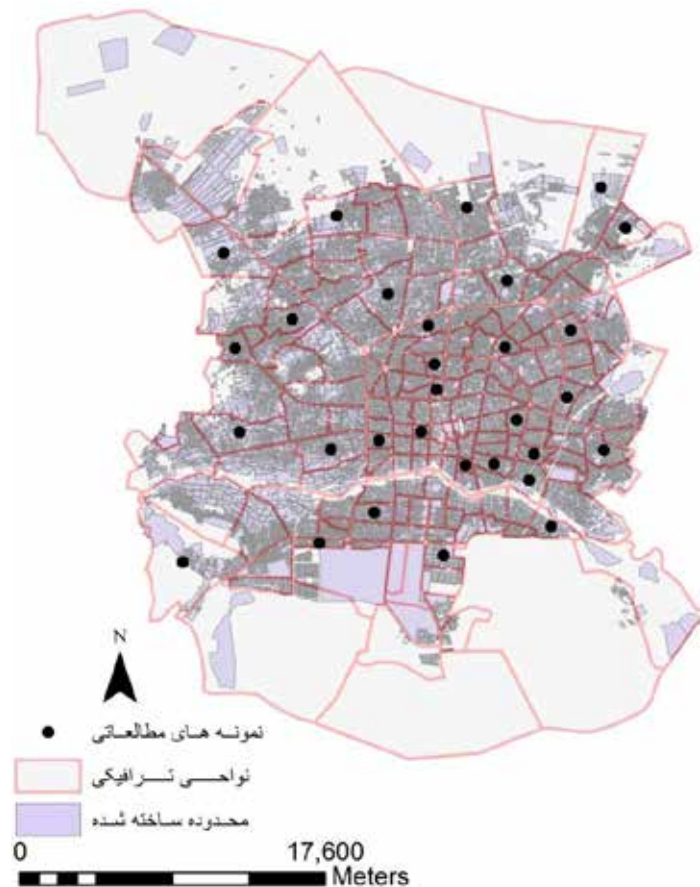 N
نمونه های مطالعاتی
نواحی ترافیکی
محدوده ساخته شده
0 17,600
Meters